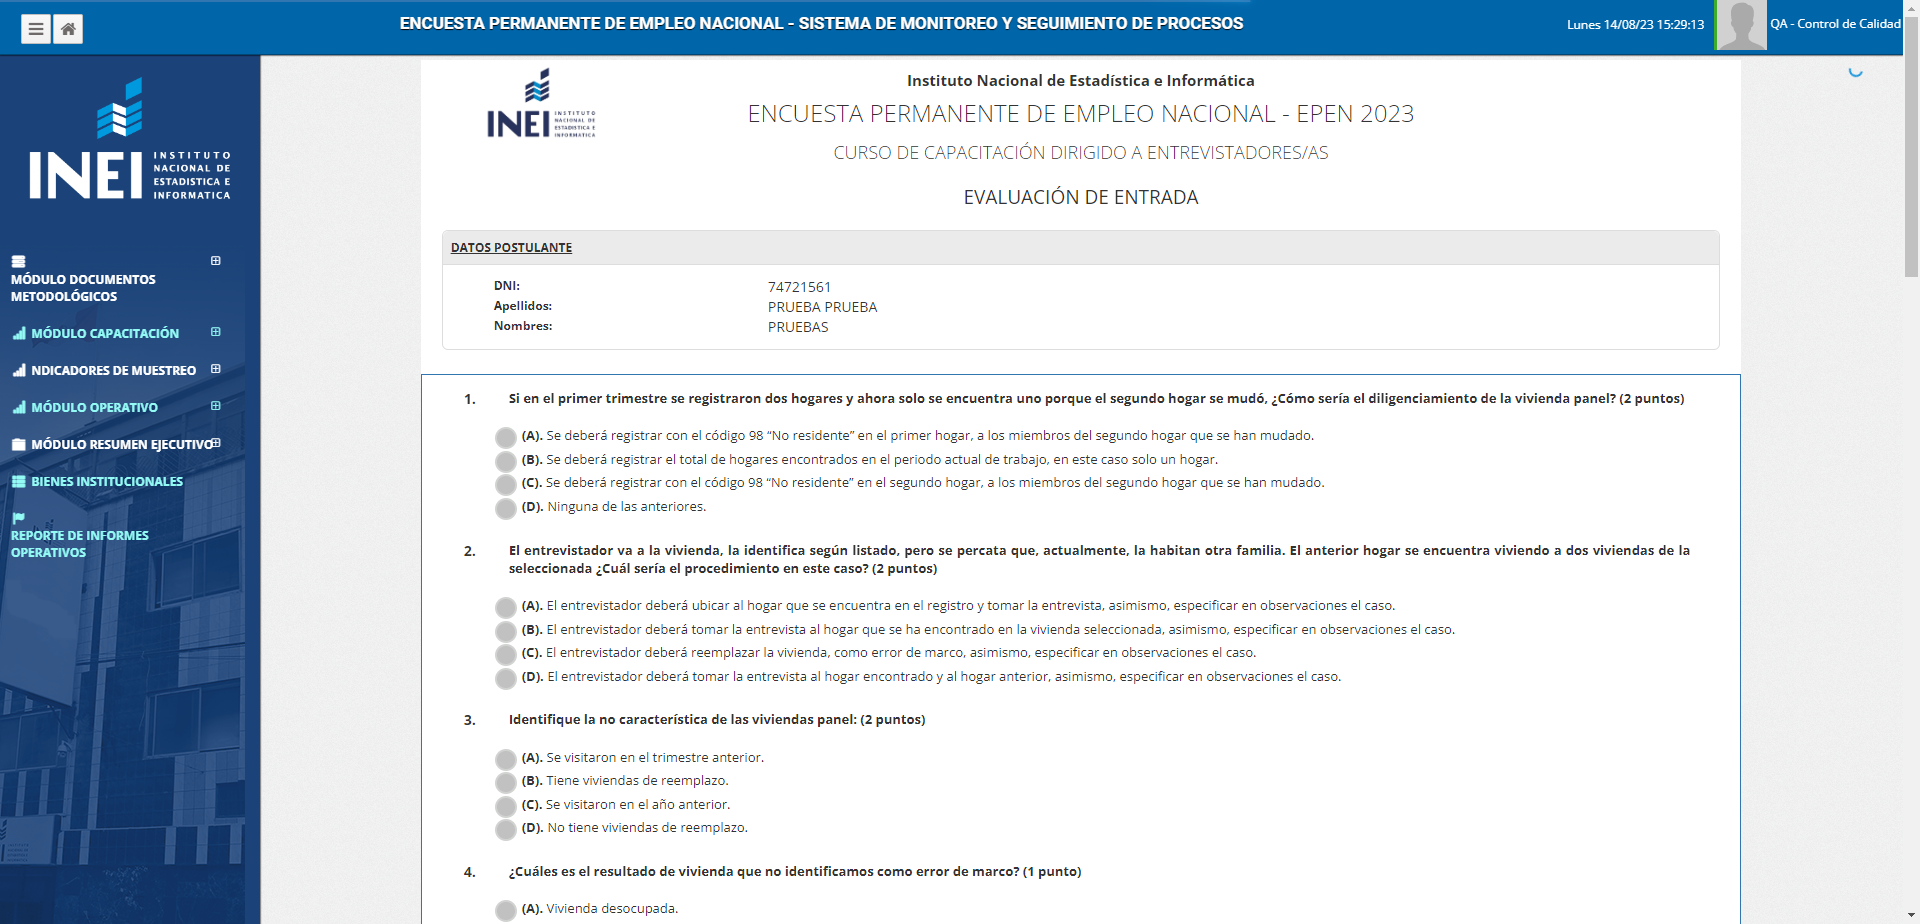 ENCUESTA PERMANENTE DE EMPLEO NACIONAL - SISTEMA DE MONITOREO Y SEGUIMIENTO DE PROCESOS
Lunes 14/08/23 15:29:13
QA - Control de Calidad
INEI
INSTITUTO
NACIONAL DE
ESTADISTICA E
INFORMATICA
MÓDULO DOCUMENTOS
METODOLÓGICOS
MÓDULO CAPACITACIÓN
NDICADORES DE MUESTREO
MÓDULO OPERATIVO
MÓDULO RESUMEN EJECUTIVO
BIENES INSTITUCIONALES
REPORTE DE INFORMES
OPERATIVOS
INEI
INSTITUTO
NACIONAL DE
ESTADISTICA E
INFORMATICA
Instituto Nacional de Estadística e Informática
ENCUESTA PERMANENTE DE EMPLEO NACIONAL - EPEN 2023
CURSO DE CAPACITACIÓN DIRIGIDO A ENTREVISTADORES/AS
EVALUACIÓN DE ENTRADA
DATOS POSTULANTE
DNI: 74721561
Apellidos: PRUEBA PRUEBA
Nombres: PRUEBAS
1. Si en el primer trimestre se registraron dos hogares y ahora solo se encuentra uno porque el segundo hogar se mudó, ¿Cómo sería el diligenciamiento de la vivienda panel? (2 puntos)
(A). Se deberá registrar con el código 98 “No residente” en el primer hogar, a los miembros del segundo hogar que se han mudado.
(B). Se deberá registrar el total de hogares encontrados en el periodo actual de trabajo, en este caso solo un hogar.
(C). Se deberá registrar con el código 98 “No residente” en el segundo hogar, a los miembros del segundo hogar que se han mudado.
(D). Ninguna de las anteriores.
2. El entrevistador va a la vivienda, la identifica según listado, pero se percata que, actualmente, la habitan otra familia. El anterior hogar se encuentra viviendo a dos viviendas de la
seleccionada ¿Cuál sería el procedimiento en este caso? (2 puntos)
(A). El entrevistador deberá ubicar al hogar que se encuentra en el registro y tomar la entrevista, asimismo, especificar en observaciones el caso.
(B). El entrevistador deberá tomar la entrevista al hogar que se ha encontrado en la vivienda seleccionada, asimismo, especificar en observaciones el caso.
(C). El entrevistador deberá reemplazar la vivienda, como error de marco, asimismo, especificar en observaciones el caso.
(D). El entrevistador deberá tomar la entrevista al hogar encontrado y al hogar anterior, asimismo, especificar en observaciones el caso.
3. Identifique la no característica de las viviendas panel: (2 puntos)
(A). Se visitaron en el trimestre anterior.
(B). Tiene viviendas de reemplazo.
(C). Se visitaron en el año anterior.
(D). No tiene viviendas de reemplazo.
4. ¿Cuáles es el resultado de vivienda que no identificamos como error de marco? (1 punto)
(A). Vivienda desocupada.